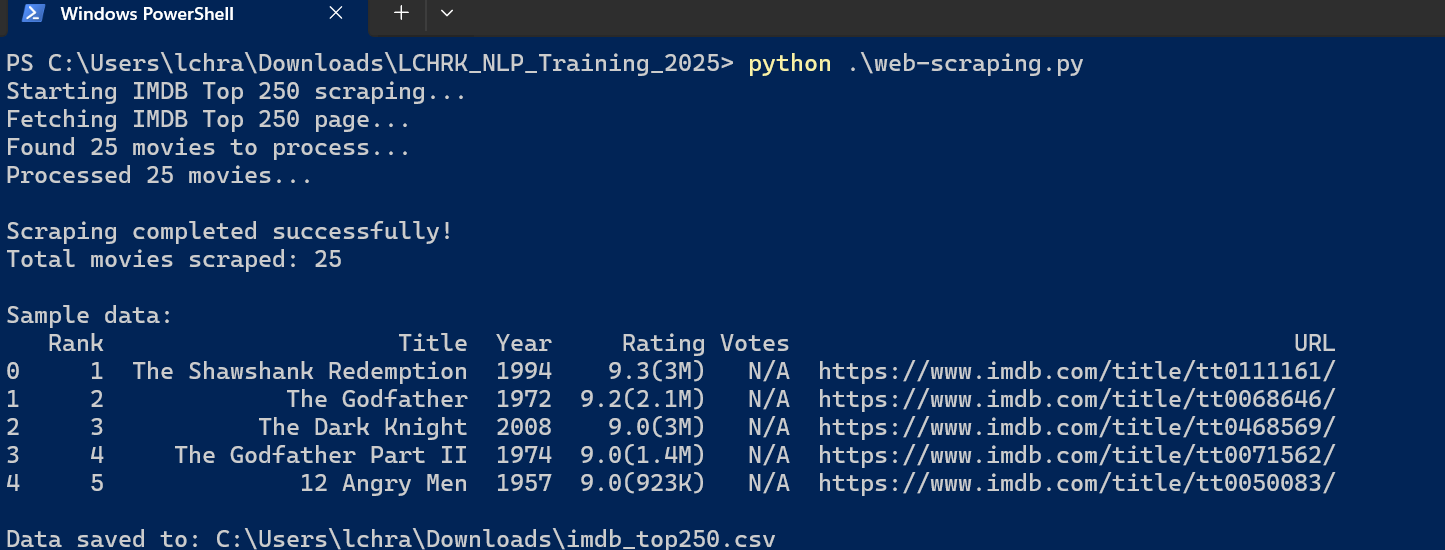 Windows PowerShell
PS C:\Users\lchra\Downloads\LCHRK_NLP_Training_2025> python .\web-scraping.py
Starting IMDB Top 250 scraping...
Fetching IMDB Top 250 page...
Found 25 movies to process...
Processed 25 movies...
Scraping completed successfully!
Total movies scraped: 25
Sample data:
Rank Title Year Rating Votes URL
0 1 The Shawshank Redemption 1994 9.3(3M) N/A https://www.imdb.com/title/tt0111161/
1 2 The Godfather 1972 9.2(2.1M) N/A https://www.imdb.com/title/tt0068646/
2 3 The Dark Knight 2008 9.0(3M) N/A https://www.imdb.com/title/tt0468569/
3 4 The Godfather Part II 1974 9.0(1.4M) N/A https://www.imdb.com/title/tt0071562/
4 5 12 Angry Men 1957 9.0(923K) N/A https://www.imdb.com/title/tt0050083/
Data saved to: C:\Users\lchra\Downloads\imdb_top250.csv